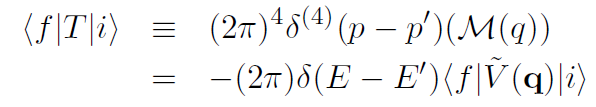 ⟨f|T|i⟩ ≡ (2π)⁴δ⁽⁴⁾(p − p′)(ℳ(q))
= −(2π)δ(E − E′)⟨f|Ṽ(𝐪)|i⟩